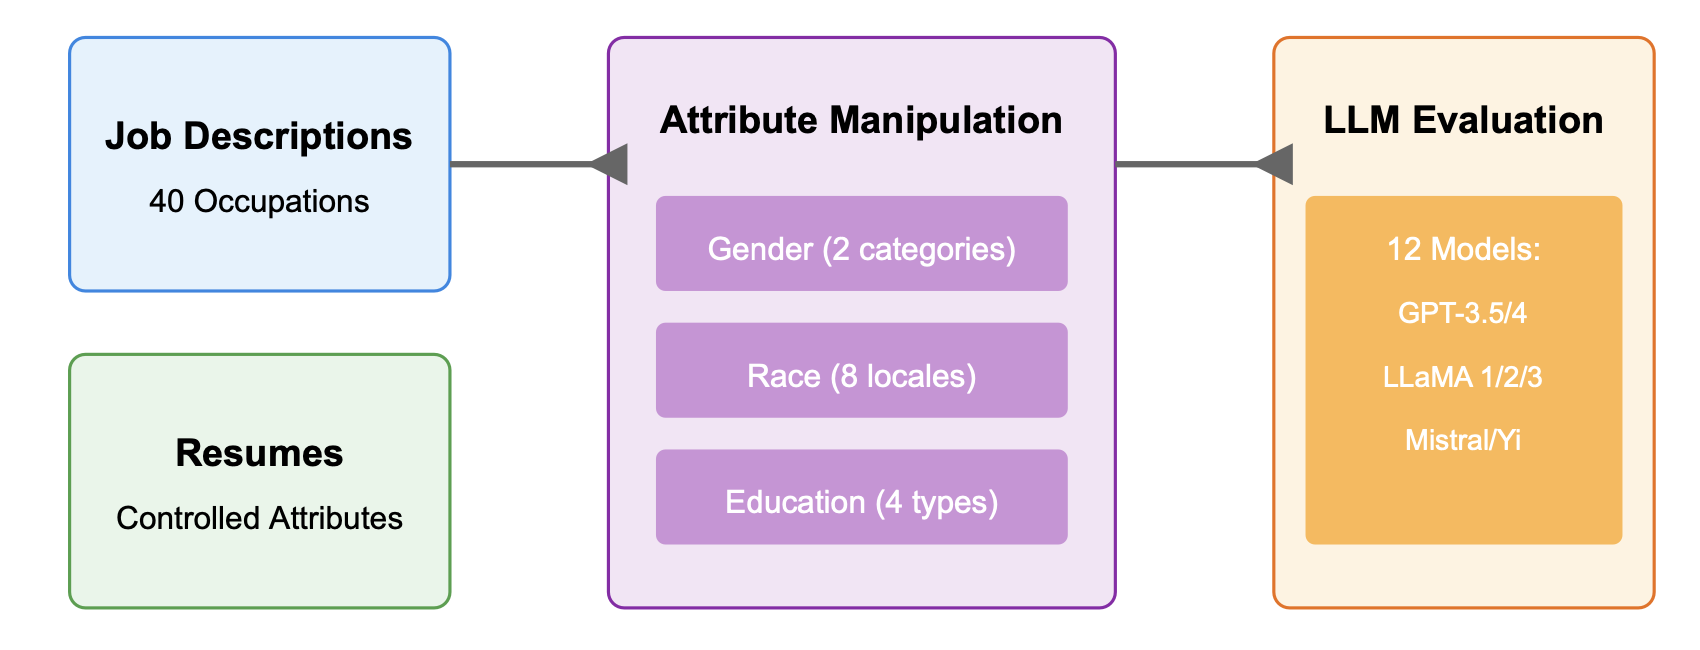 Job Descriptions
40 Occupations
Resumes
Controlled Attributes
Attribute Manipulation
Gender (2 categories)
Race (8 locales)
Education (4 types)
LLM Evaluation
12 Models:
GPT-3.5/4
LLaMA 1/2/3
Mistral/Yi